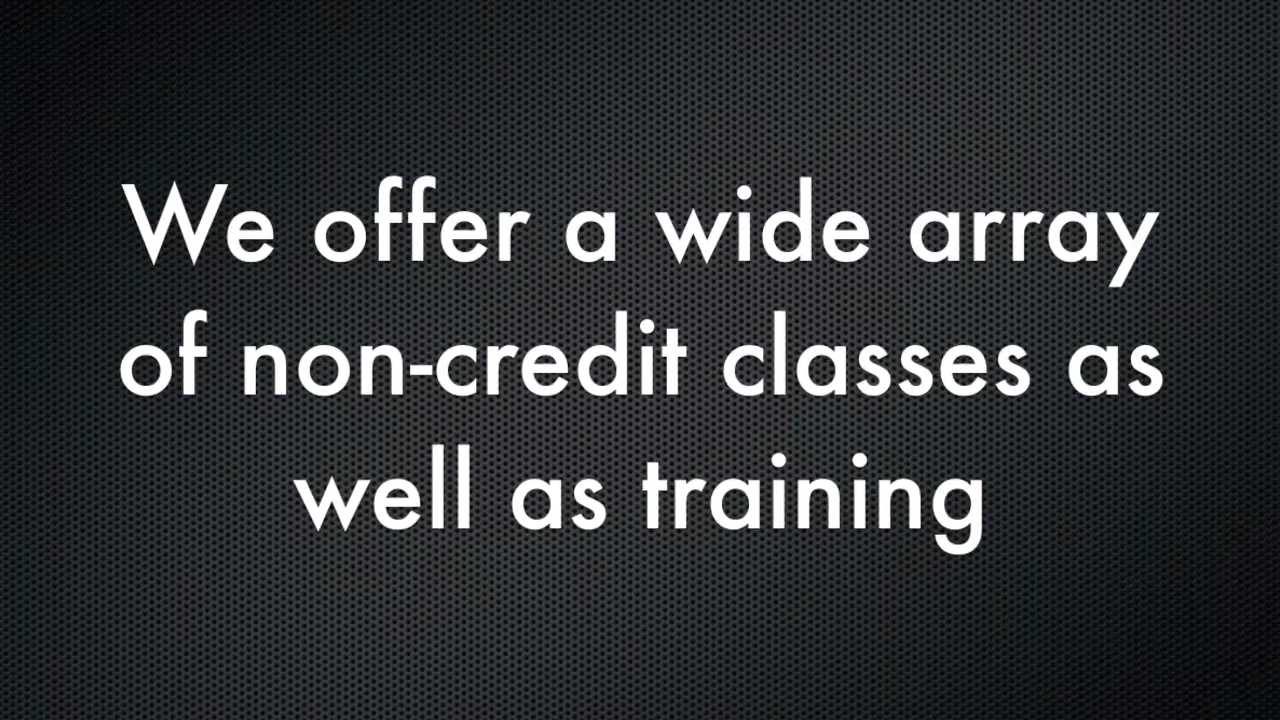 We offer a wide array
of non-credit classes as
well as training